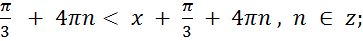 π/3 + 4πn < x + π/3 + 4πn , n ∈ z;